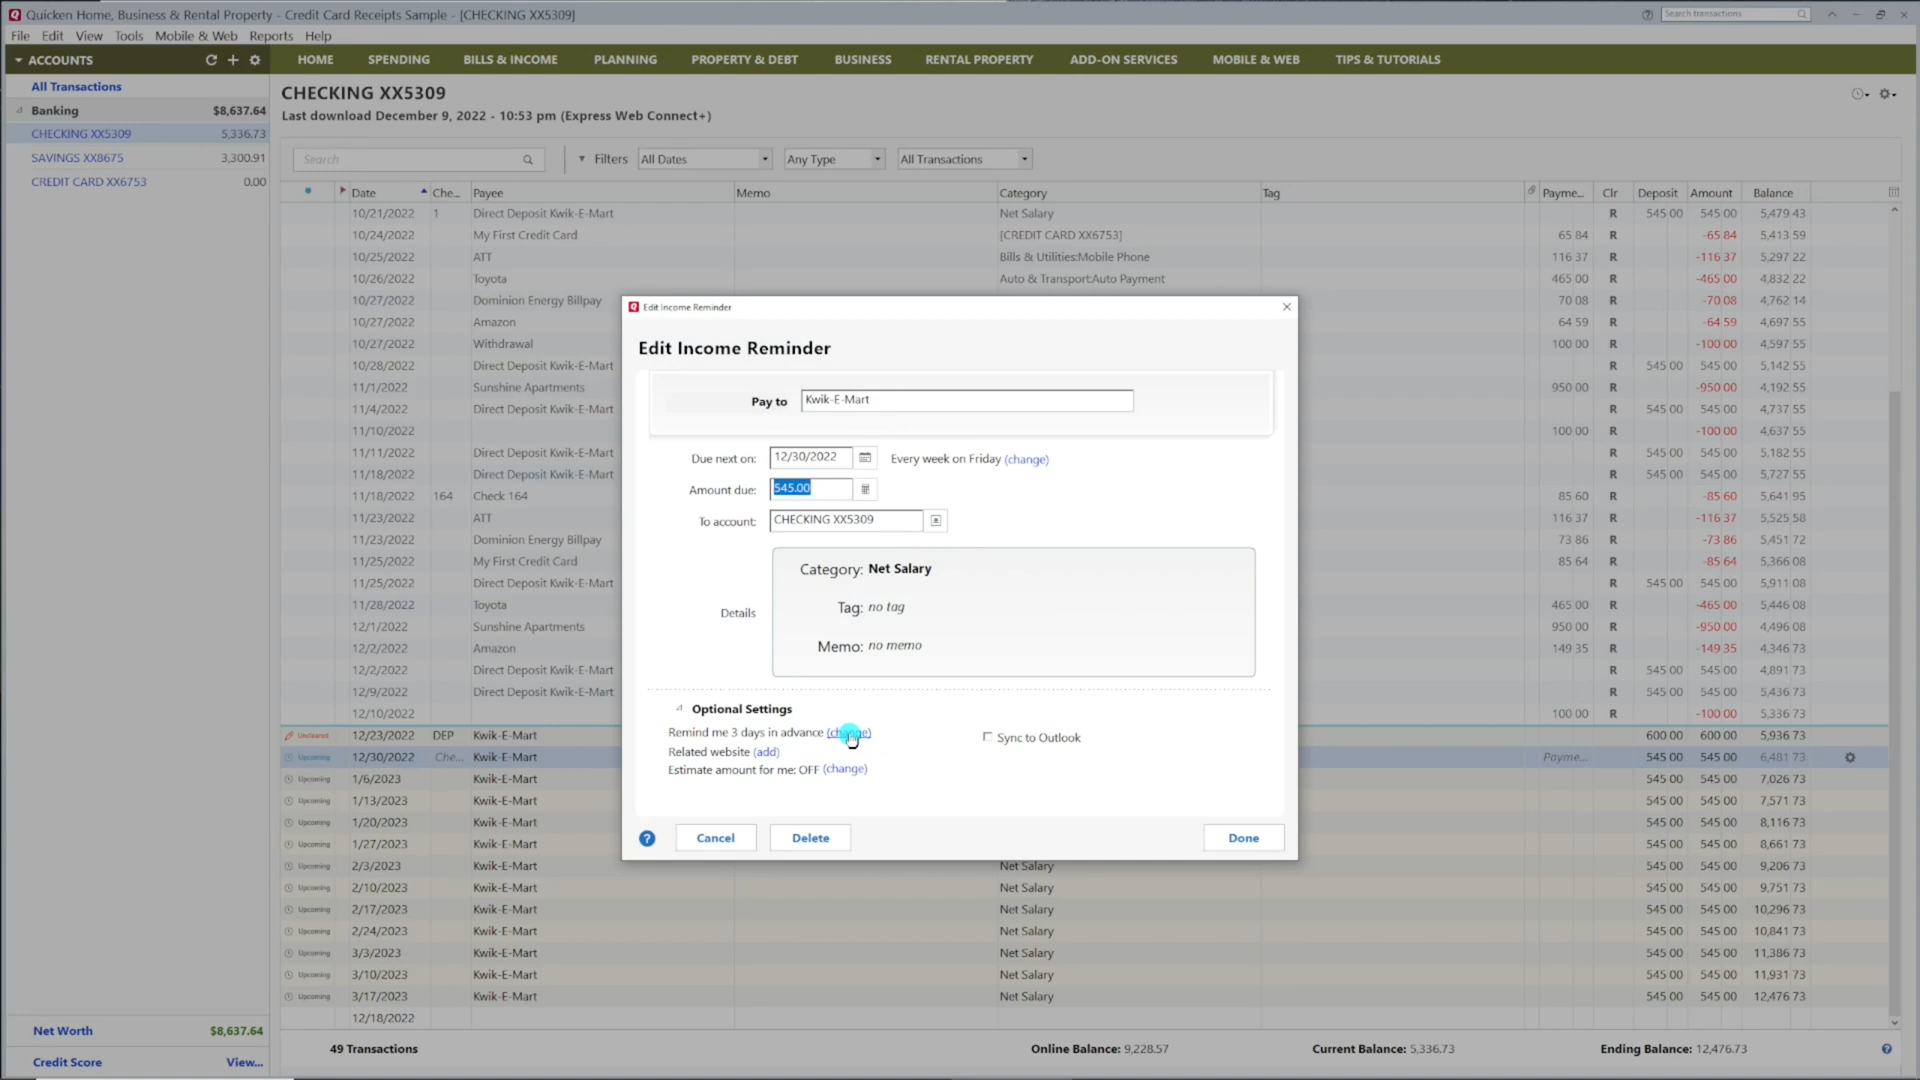 Quicken Home, Business & Rental Property - Credit Card Receipts Sample - [CHECKING XX5309]
Search transactions
File Edit View Tools Mobile & Web Reports Help
ACCOUNTS
HOME SPENDING BILLS & INCOME PLANNING PROPERTY & DEBT BUSINESS RENTAL PROPERTY ADD-ON SERVICES MOBILE & WEB TIPS & TUTORIALS
All Transactions
Banking $8,637.64
CHECKING XX5309 5,336.73
SAVINGS XX8675 3,300.91
CREDIT CARD XX6753 0.00
CHECKING XX5309
Last download December 9, 2022 - 10:53 pm (Express Web Connect+)
Search Filters All Dates Any Type All Transactions
Date Che... Payee Memo Category Tag Payme... Clr Deposit Amount Balance
10/21/2022 1 Direct Deposit Kwik-E-Mart Net Salary R 545 00 545 00 5,479 43
10/24/2022 My First Credit Card [CREDIT CARD XX6753] 65 84 R -65 84 5,413 59
10/25/2022 ATT Bills & Utilities:Mobile Phone 116 37 R -116 37 5,297 22
10/26/2022 Toyota Auto & Transport:Auto Payment 465 00 R -465 00 4,832 22
10/27/2022 Dominion Energy Billpay 70 08 R -70 08 4,762 14
10/27/2022 Amazon 64 59 R -64 59 4,697 55
10/27/2022 Withdrawal 100 00 R -100 00 4,597 55
10/28/2022 Direct Deposit Kwik-E-Mart R 545 00 545 00 5,142 55
11/1/2022 Sunshine Apartments 950 00 R -950 00 4,192 55
11/4/2022 Direct Deposit Kwik-E-Mart R 545 00 545 00 4,737 55
11/10/2022 100 00 R -100 00 4,637 55
11/11/2022 Direct Deposit Kwik-E-Mart R 545 00 545 00 5,182 55
11/18/2022 Direct Deposit Kwik-E-Mart R 545 00 545 00 5,727 55
11/18/2022 164 Check 164 85 60 R -85 60 5,641 95
11/23/2022 ATT 116 37 R -116 37 5,525 58
11/23/2022 Dominion Energy Billpay 73 86 R -73 86 5,451 72
11/25/2022 My First Credit Card 85 64 R -85 64 5,366 08
11/25/2022 Direct Deposit Kwik-E-Mart R 545 00 545 00 5,911 08
11/28/2022 Toyota 465 00 R -465 00 5,446 08
12/1/2022 Sunshine Apartments 950 00 R -950 00 4,496 08
12/2/2022 Amazon 149 35 R -149 35 4,346 73
12/2/2022 Direct Deposit Kwik-E-Mart R 545 00 545 00 4,891 73
12/9/2022 Direct Deposit Kwik-E-Mart R 545 00 545 00 5,436 73
12/10/2022 100 00 R -100 00 5,336 73
Uncleared 12/23/2022 DEP Kwik-E-Mart 600 00 600 00 5,936 73
Upcoming 12/30/2022 Che... Kwik-E-Mart Payme... 545 00 545 00 6,481 73
Upcoming 1/6/2023 Kwik-E-Mart 545 00 545 00 7,026 73
Upcoming 1/13/2023 Kwik-E-Mart 545 00 545 00 7,571 73
Upcoming 1/20/2023 Kwik-E-Mart 545 00 545 00 8,116 73
Upcoming 1/27/2023 Kwik-E-Mart 545 00 545 00 8,661 73
Upcoming 2/3/2023 Kwik-E-Mart Net Salary 545 00 545 00 9,206 73
Upcoming 2/10/2023 Kwik-E-Mart Net Salary 545 00 545 00 9,751 73
Upcoming 2/17/2023 Kwik-E-Mart Net Salary 545 00 545 00 10,296 73
Upcoming 2/24/2023 Kwik-E-Mart Net Salary 545 00 545 00 10,841 73
Upcoming 3/3/2023 Kwik-E-Mart Net Salary 545 00 545 00 11,386 73
Upcoming 3/10/2023 Kwik-E-Mart Net Salary 545 00 545 00 11,931 73
Upcoming 3/17/2023 Kwik-E-Mart Net Salary 545 00 545 00 12,476 73
12/18/2022
Edit Income Reminder
Edit Income Reminder
Pay to Kwik-E-Mart
Due next on: 12/30/2022 Every week on Friday (change)
Amount due: 545.00
To account: CHECKING XX5309
Details
Category: Net Salary
Tag: no tag
Memo: no memo
Optional Settings
Remind me 3 days in advance (change)
Sync to Outlook
Related website (add)
Estimate amount for me: OFF (change)
? Cancel Delete Done
Net Worth $8,637.64
Credit Score View...
49 Transactions Online Balance: 9,228.57 Current Balance: 5,336.73 Ending Balance: 12,476.73